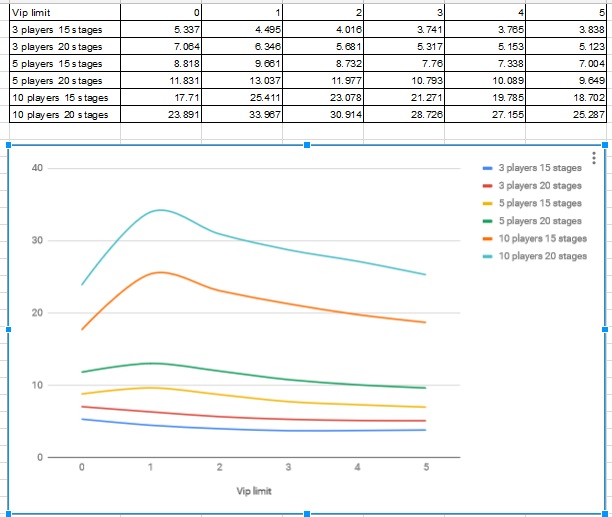 Vip limit 0 1 2 3 4 5
3 players 15 stages 5.337 4.495 4.016 3.741 3.765 3.838
3 players 20 stages 7.064 6.346 5.681 5.317 5.153 5.123
5 players 15 stages 8.818 9.661 8.732 7.76 7.338 7.004
5 players 20 stages 11.831 13.037 11.977 10.793 10.089 9.649
10 players 15 stages 17.71 25.411 23.078 21.271 19.785 18.702
10 players 20 stages 23.891 33.967 30.914 28.726 27.155 25.287
40
30
20
10
0
0 1 2 3 4 5
Vip limit
3 players 15 stages
3 players 20 stages
5 players 15 stages
5 players 20 stages
10 players 15 stages
10 players 20 stages